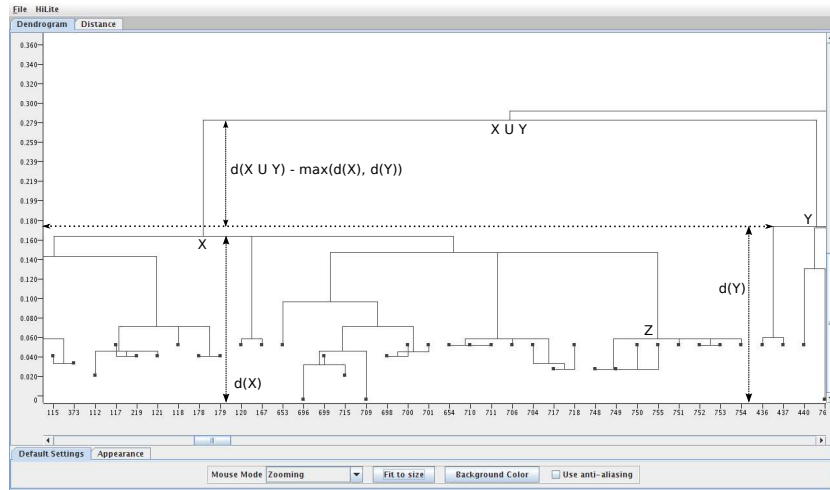 File HiLite
Dendrogram Distance
0.360
0.340
0.320
0.300
0.279
0.259
0.239
0.219
0.199
0.180
0.160
0.140
0.120
0.100
0.080
0.060
0.040
0.020
0
X U Y
d(X U Y) - max(d(X), d(Y))
Y
X
d(Y)
Z
d(X)
115 373 112 117 219 121 118 178 179 120 167 653 696 699 715 709 698 700 701 654 710 711 706 704 717 718 748 749 750 755 751 752 753 754 436 437 440 76
Default Settings Appearance
Mouse Mode Zooming Fit to size Background Color Use anti-aliasing